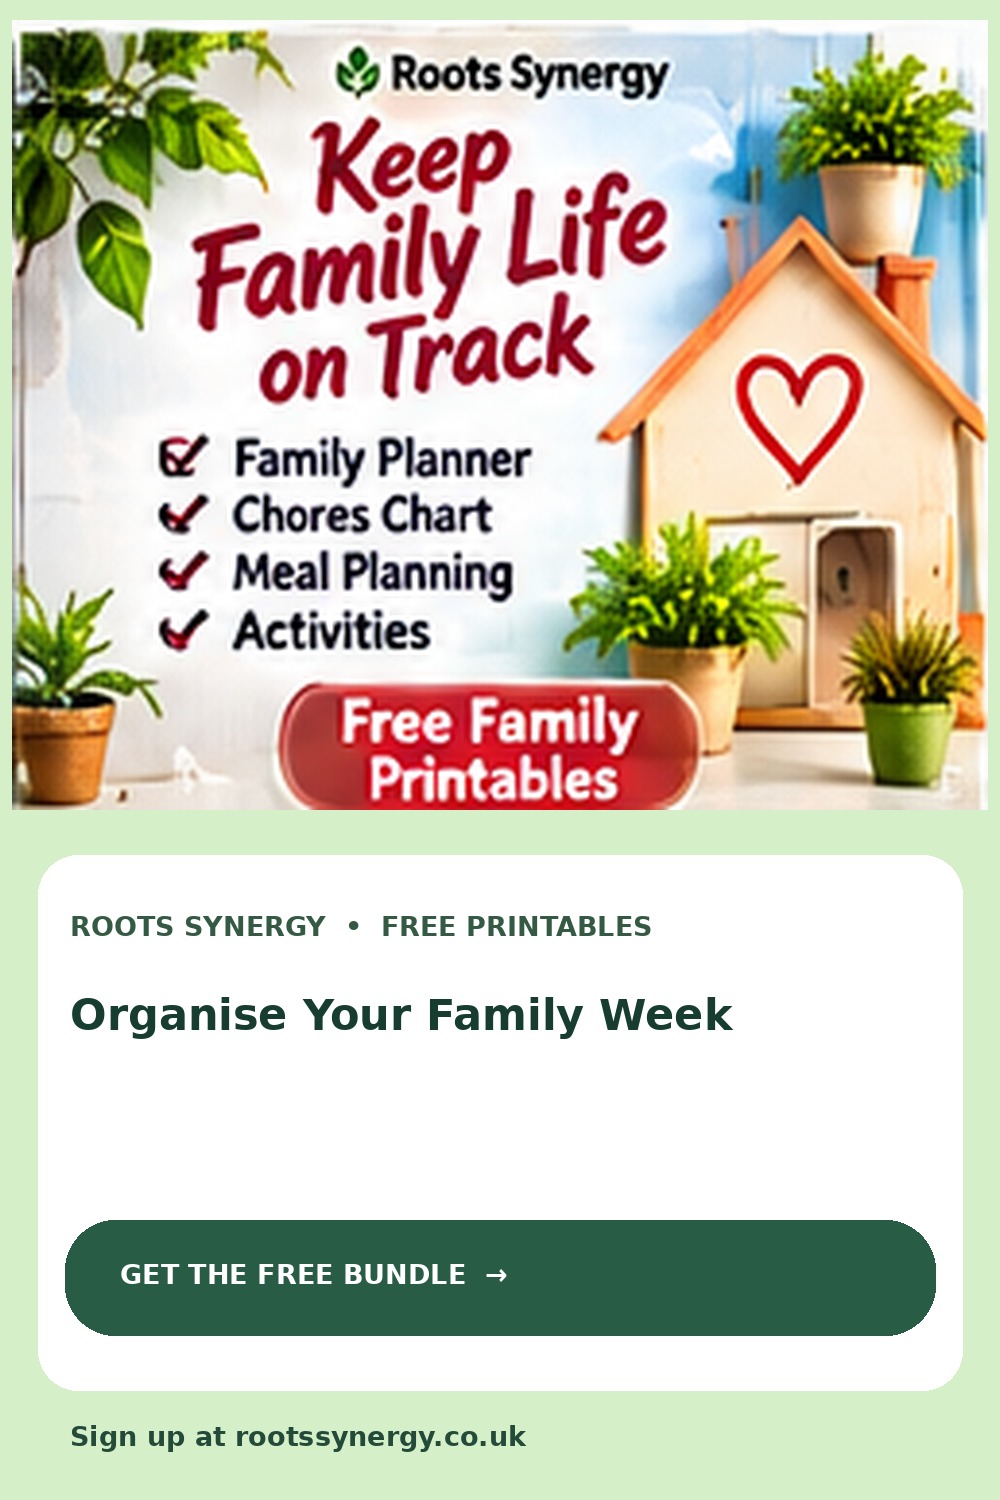 Roots Synergy
Keep
Family Life
on Track
Family Planner
Chores Chart
Meal Planning
Activities
Free Family
Printables
ROOTS SYNERGY • FREE PRINTABLES
Organise Your Family Week
GET THE FREE BUNDLE →
Sign up at rootssynergy.co.uk